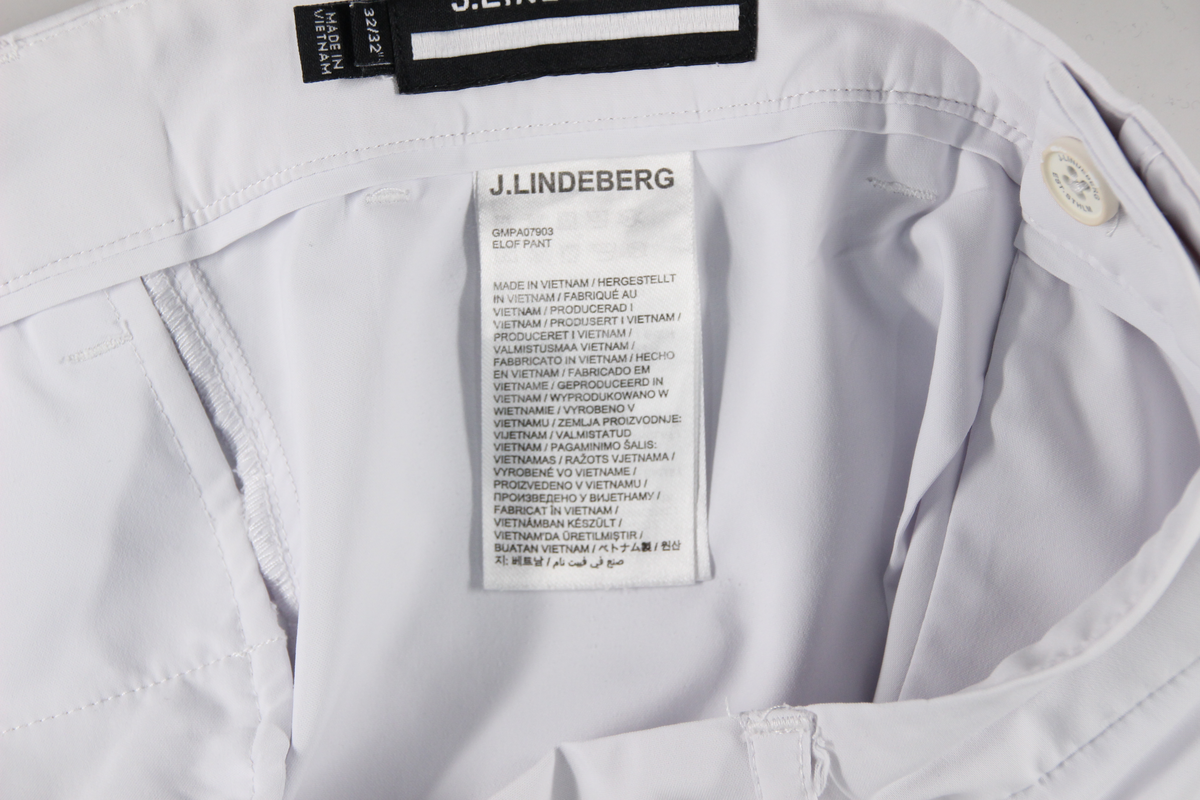 MADE IN
VIETNAM
32/32"
J.LINDEBERG
J.LINDEBERG
GMPA07903
ELOF PANT
MADE IN VIETNAM / HERGESTELLT
IN VIETNAM / FABRIQUÉ AU
VIETNAM / PRODUCERAD I
VIETNAM / PRODUSERT I VIETNAM /
PRODUCERET I VIETNAM /
VALMISTUSMAA VIETNAM /
FABBRICATO IN VIETNAM / HECHO
EN VIETNAM / FABRICADO EM
VIETNAME / GEPRODUCEERD IN
VIETNAM / WYPRODUKOWANO W
WIETNAMIE / VYROBENO V
VIETNAMU / ZEMLJA PROIZVODNJE:
VIJETNAM / VALMISTATUD
VIETNAM / PAGAMINIMO ŠALIS:
VIETNAMAS / RAŽOTS VJETNAMA /
VYROBENÉ VO VIETNAME /
PROIZVEDENO V VIETNAMU /
ПРОИЗВЕДЕНО У ВИЈЕТНАМУ /
FABRICAT ÎN VIETNAM /
VIETNÁMBAN KÉSZÜLT /
VIETNAM'DA ÜRETILMIŞTIR /
BUATAN VIETNAM / ベトナム製 / 원산
지: 베트남 / صنع في فييت نام